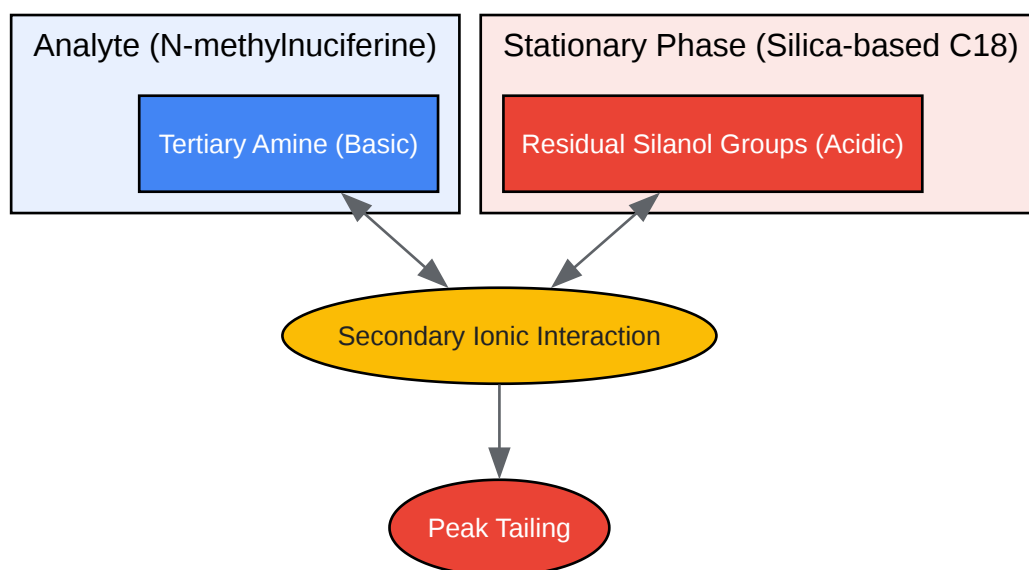 Analyte (N-methylnuciferine)
Stationary Phase (Silica-based C18)
Tertiary Amine (Basic)
Residual Silanol Groups (Acidic)
Secondary Ionic Interaction
Peak Tailing